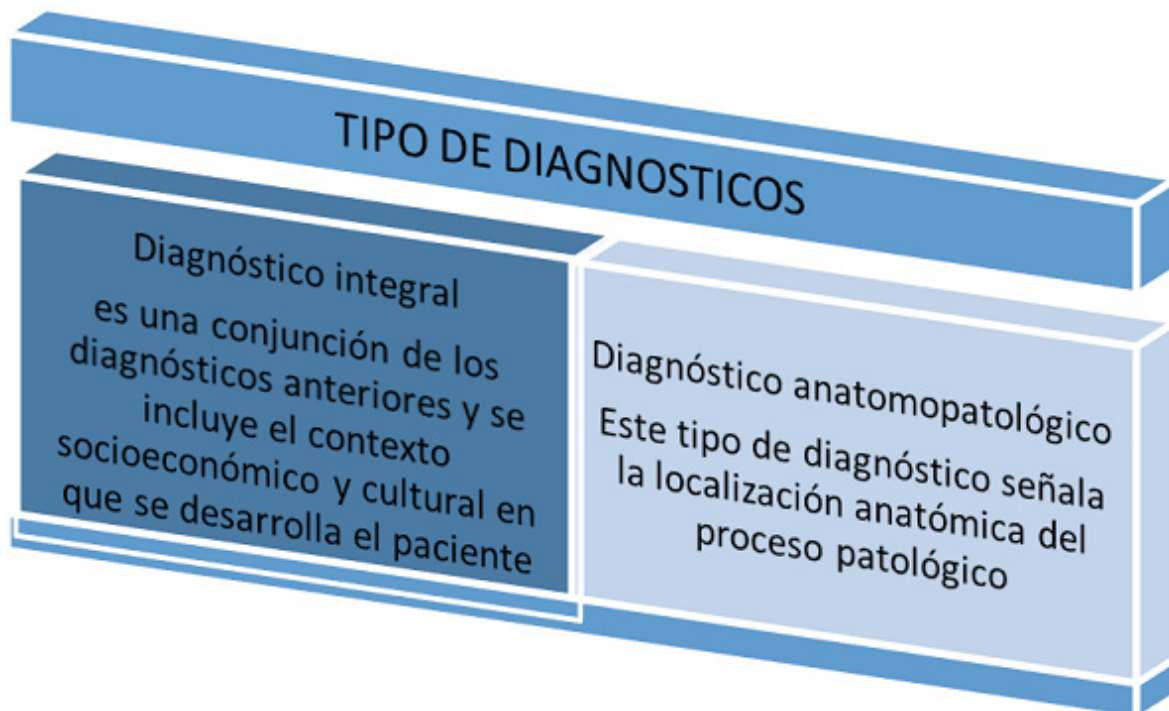 TIPO DE DIAGNOSTICOS
Diagnóstico integral
es una conjunción de los
diagnósticos anteriores y se
incluye el contexto
socioeconómico y cultural en
que se desarrolla el paciente
Diagnóstico anatomopatológico
Este tipo de diagnóstico señala
la localización anatómica del
proceso patológico